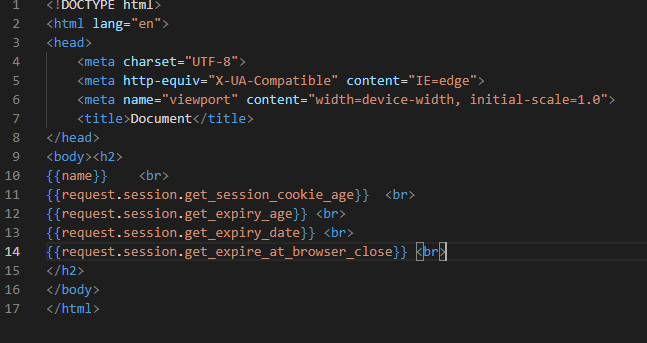 1 <!DOCTYPE html>
2 <html lang="en">
3 <head>
4 <meta charset="UTF-8">
5 <meta http-equiv="X-UA-Compatible" content="IE=edge">
6 <meta name="viewport" content="width=device-width, initial-scale=1.0">
7 <title>Document</title>
8 </head>
9 <body><h2>
10 {{name}} <br>
11 {{request.session.get_session_cookie_age}} <br>
12 {{request.session.get_expiry_age}} <br>
13 {{request.session.get_expiry_date}} <br>
14 {{request.session.get_expire_at_browser_close}} <br>
15 </h2>
16 </body>
17 </html>